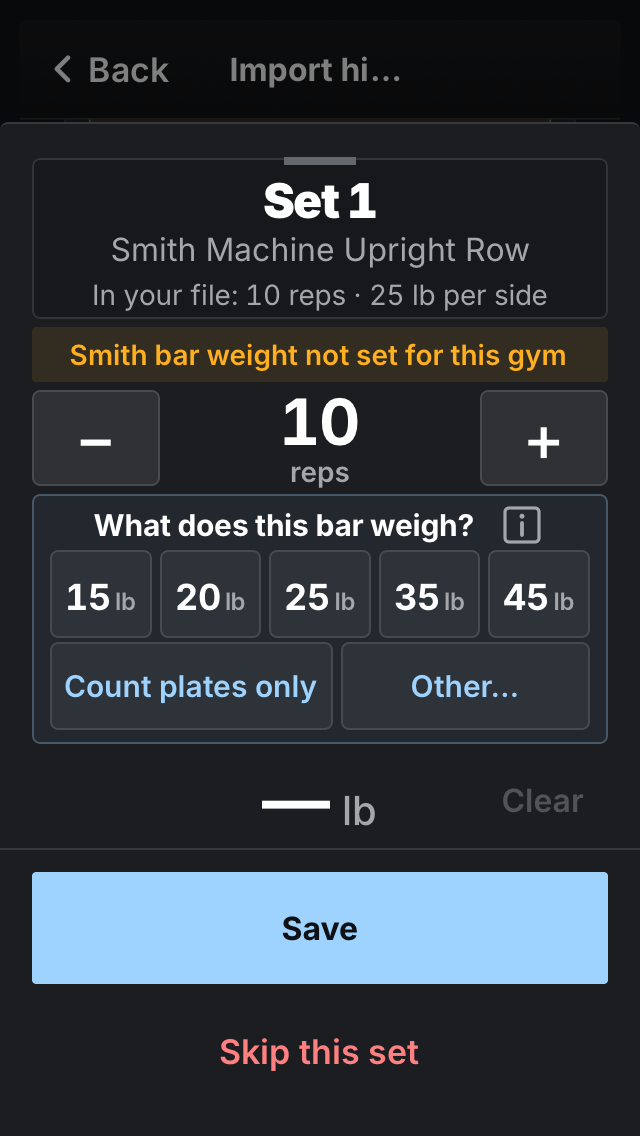 Back
Import hi...
Set 1
Smith Machine Upright Row
In your file: 10 reps · 25 lb per side
Smith bar weight not set for this gym
−
10
reps
+
What does this bar weigh?
15 lb
20 lb
25 lb
35 lb
45 lb
Count plates only
Other...
— lb
Clear
Save
Skip this set